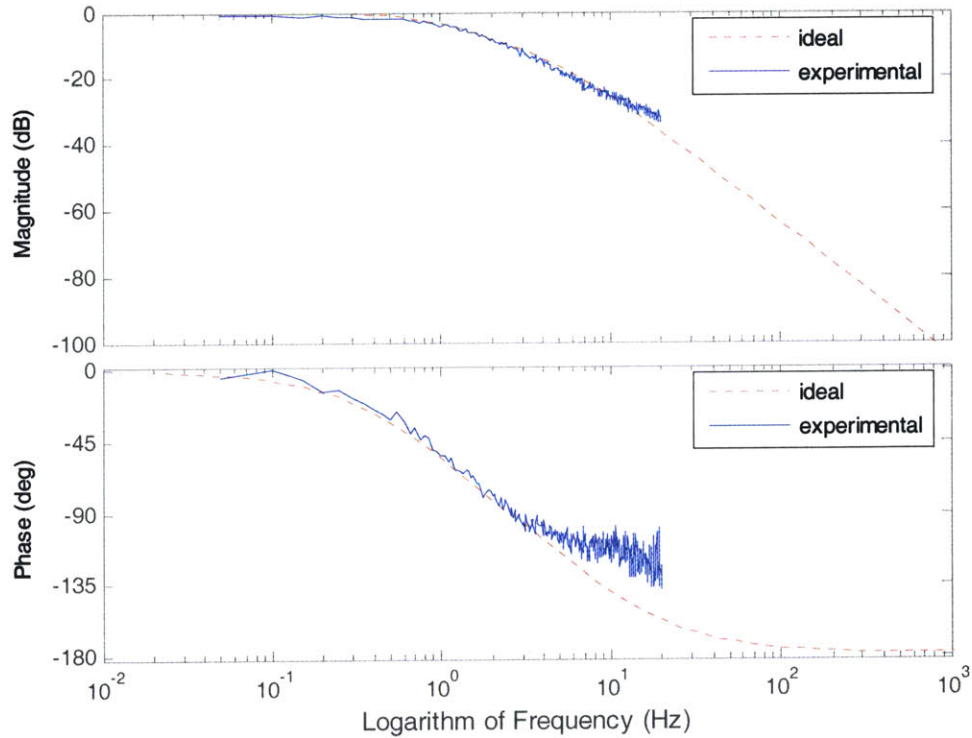 0
-20
-40
-60
-80
-100
Magnitude (dB)
ideal
experimental
0
-45
-90
-135
-180
Phase (deg)
ideal
experimental
10^-2
10^-1
10^0
10^1
10^2
10^3
Logarithm of Frequency (Hz)